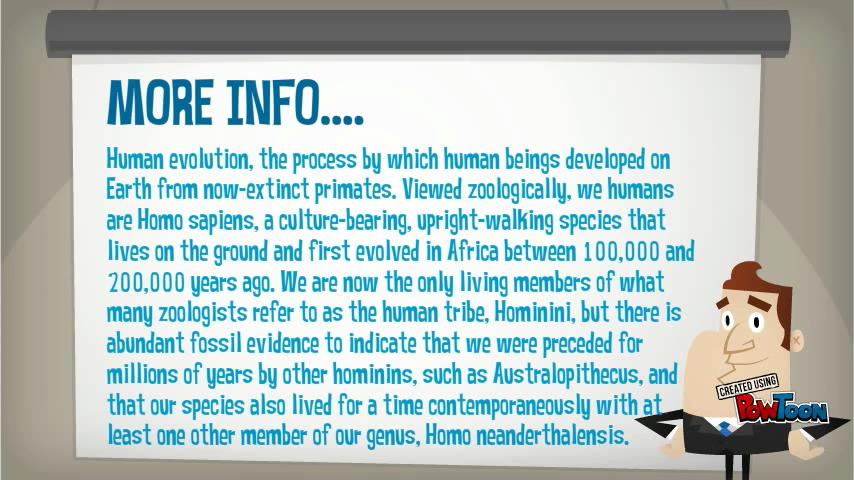 MORE INFO....
Human evolution, the process by which human beings developed on
Earth from now-extinct primates. Viewed zoologically, we humans
are Homo sapiens, a culture-bearing, upright-walking species that
lives on the ground and first evolved in Africa between 100,000 and
200,000 years ago. We are now the only living members of what
many zoologists refer to as the human tribe, Hominini, but there is
abundant fossil evidence to indicate that we were preceded for
millions of years by other hominins, such as Australopithecus, and
that our species also lived for a time contemporaneously with at
least one other member of our genus, Homo neanderthalensis.
CREATED USING
POWTOON